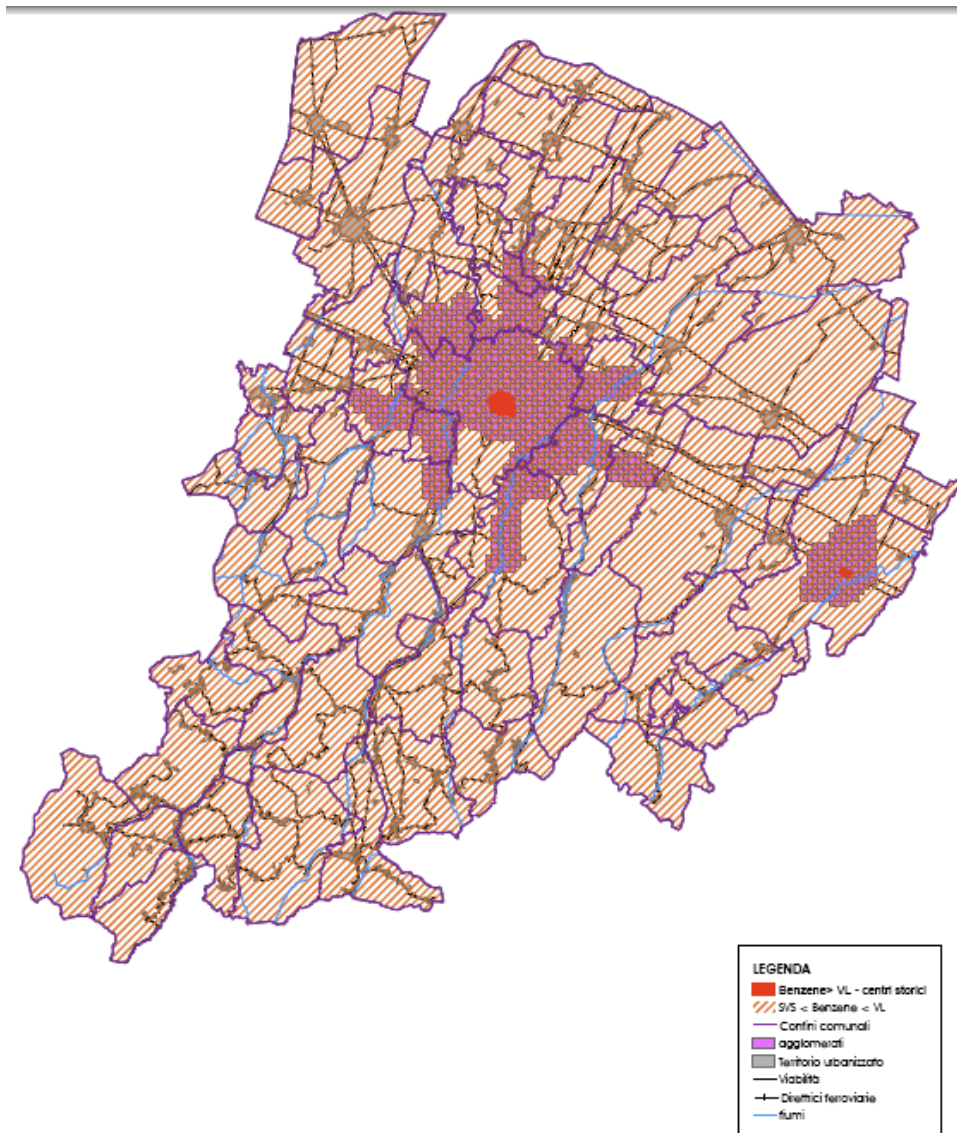 LEGENDA
Benzene> VL - centri storici
SVS < Benzene < VL
Confini comunali
agglomerati
Territorio urbanizzato
Viabilità
Direttrici ferroviarie
fiumi